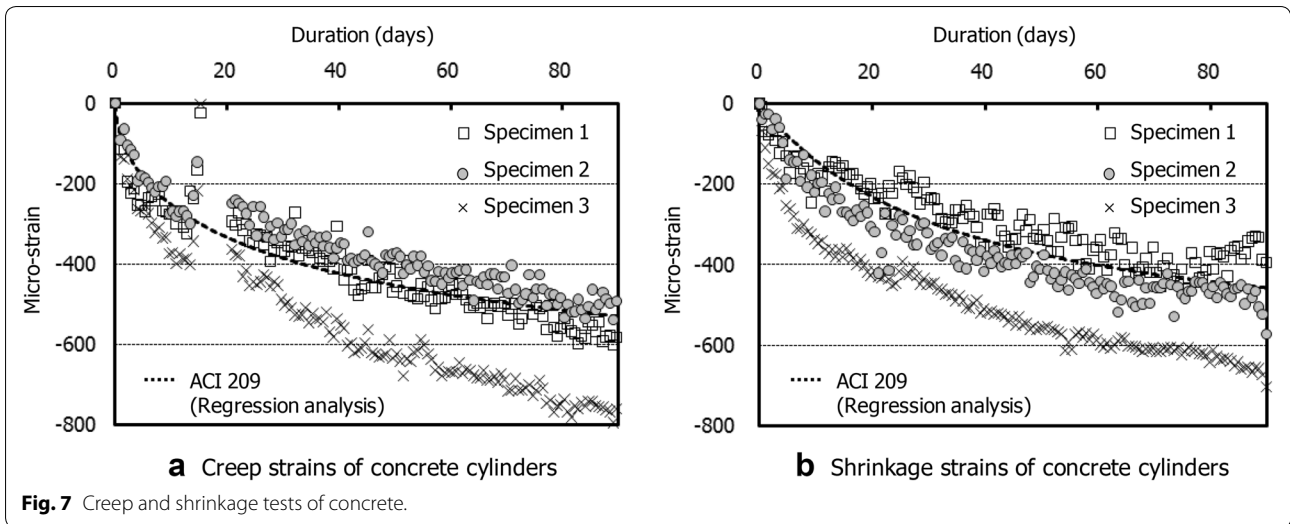 Duration (days)
0 20 40 60 80
0
-200
-400
-600
-800
Micro-strain
Specimen 1
Specimen 2
Specimen 3
ACI 209
(Regression analysis)
a Creep strains of concrete cylinders
Duration (days)
0 20 40 60 80
0
-200
-400
-600
-800
Micro-strain
Specimen 1
Specimen 2
Specimen 3
ACI 209
(Regression analysis)
b Shrinkage strains of concrete cylinders
Fig. 7 Creep and shrinkage tests of concrete.